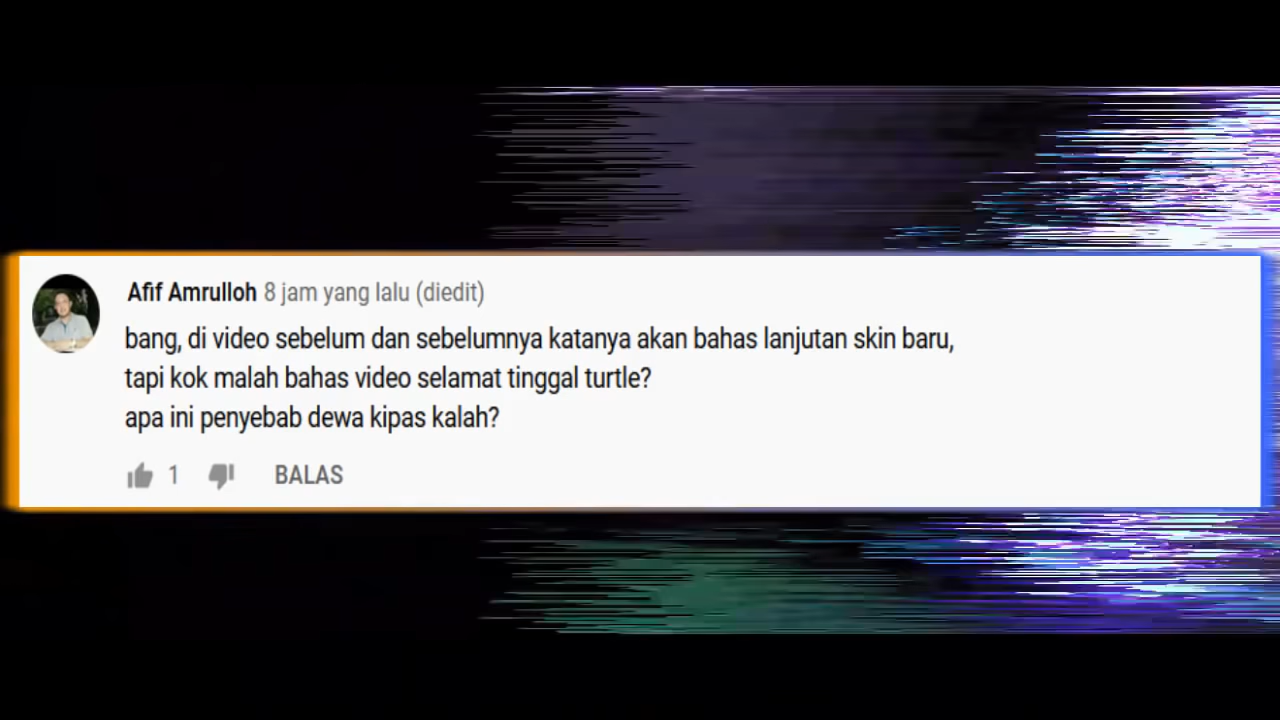 Afif Amrulloh 8 jam yang lalu (diedit)
bang, di video sebelum dan sebelumnya katanya akan bahas lanjutan skin baru,
tapi kok malah bahas video selamat tinggal turtle?
apa ini penyebab dewa kipas kalah?
1 BALAS